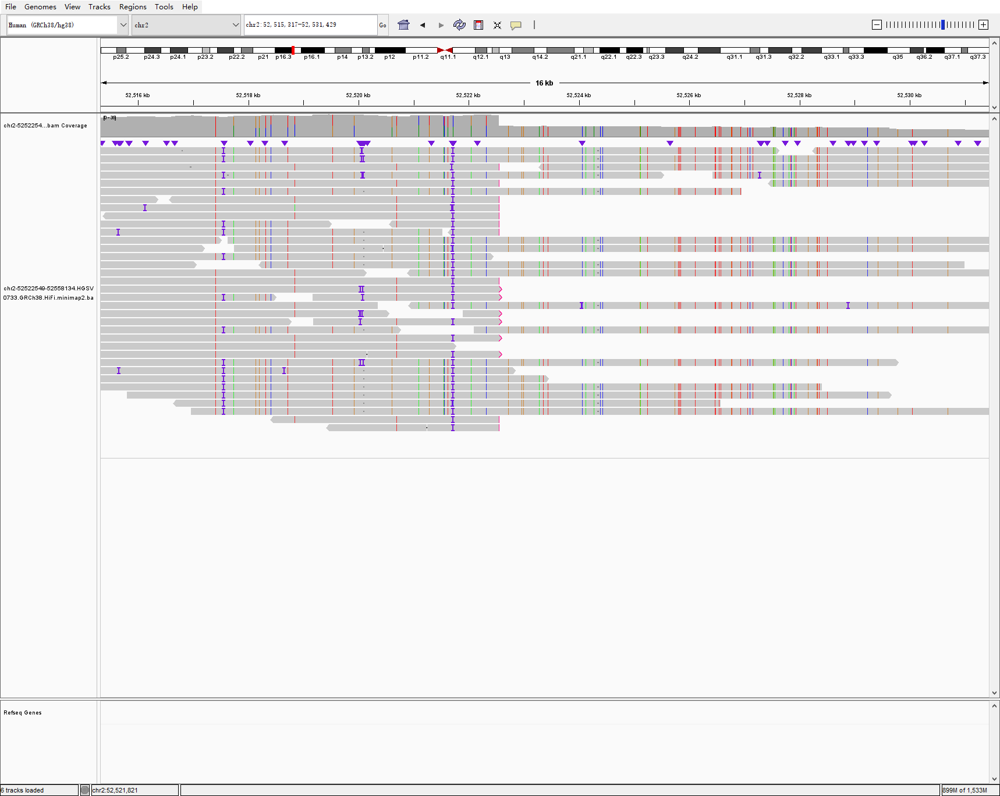 File Genomes View Tracks Regions Tools Help
Human (GRCh38/hg38) chr2 chr2:52,515,317-52,531,429 Go
p25.2 p24.3 p24.1 p23.2 p22.2 p21 p16.3 p16.1 p14 p13.2 p12 p11.2 q11.1 q12.1 q13 q14.2 q21.1 q22.1 q22.3 q23.3 q24.2 q31.1 q31.3 q32.2 q33.1 q33.3 q35 q36.2 q37.1 q37.3
16 kb
52,516 kb 52,518 kb 52,520 kb 52,522 kb 52,524 kb 52,526 kb 52,528 kb 52,530 kb
chr2-5252254...bam Coverage
chr2-52522549-52558134.HGSV
0733.GRCh38.HiFi.minimap2.ba
Refseq Genes
6 tracks loaded chr2:52,521,821 899M of 1,533M